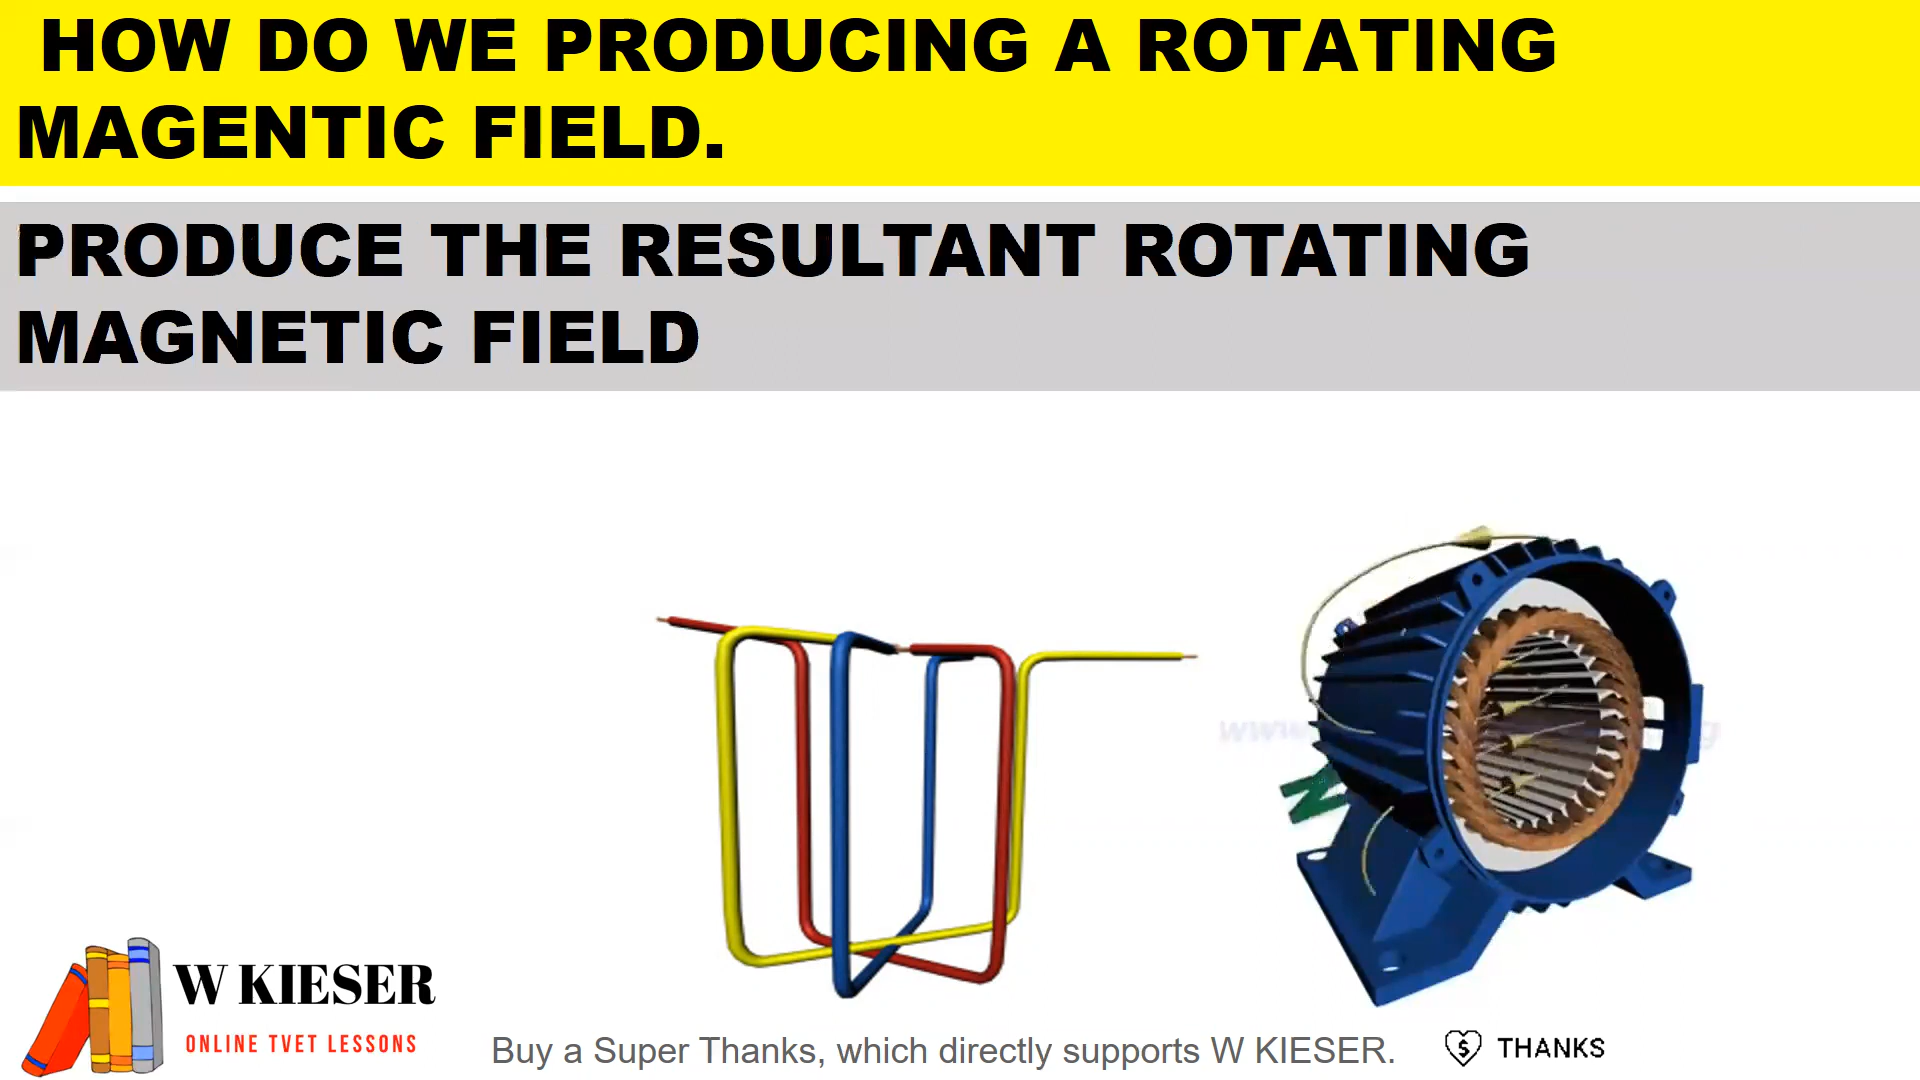 HOW DO WE PRODUCING A ROTATING
MAGENTIC FIELD.
PRODUCE THE RESULTANT ROTATING
MAGNETIC FIELD
N
W KIESER
ONLINE TVET LESSONS
Buy a Super Thanks, which directly supports W KIESER.
THANKS